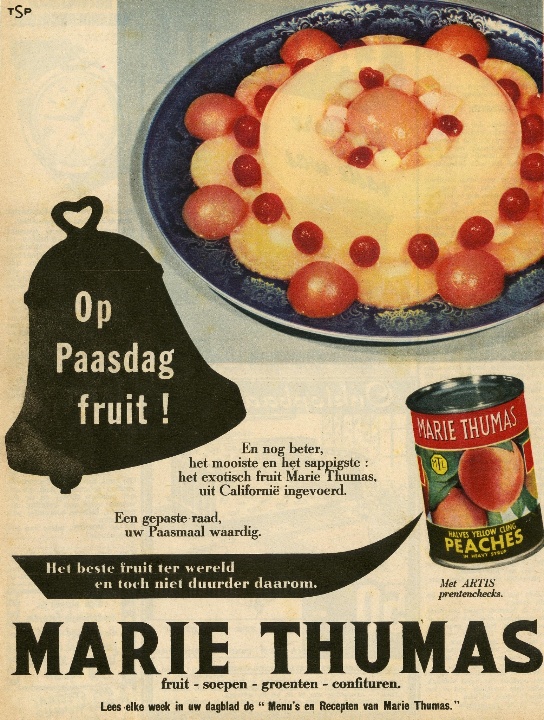 TSP
Op
Paasdag
fruit !
En nog beter,
het mooiste en het sappigste :
het exotisch fruit Marie Thumas,
uit Californië ingevoerd.
Een gepaste raad,
uw Paasmaal waardig.
MARIE THUMAS
MTL
HALVES YELLOW CLING
PEACHES
IN HEAVY SYRUP
Het beste fruit ter wereld
en toch niet duurder daarom.
Met ARTIS
prentenchecks.
MARIE THUMAS
fruit - soepen - groenten - confituren.
Lees elke week in uw dagblad de " Menu's en Recepten van Marie Thumas."